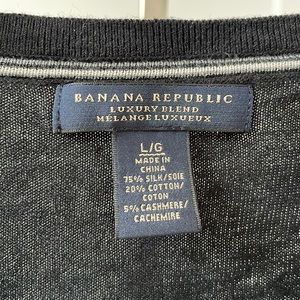 BANANA REPUBLIC
LUXURY BLEND
MÉLANGE LUXUEUX
L/G
MADE IN
CHINA
75% SILK/SOIE
20% COTTON/
COTON
5% CASHMERE/
CACHEMIRE